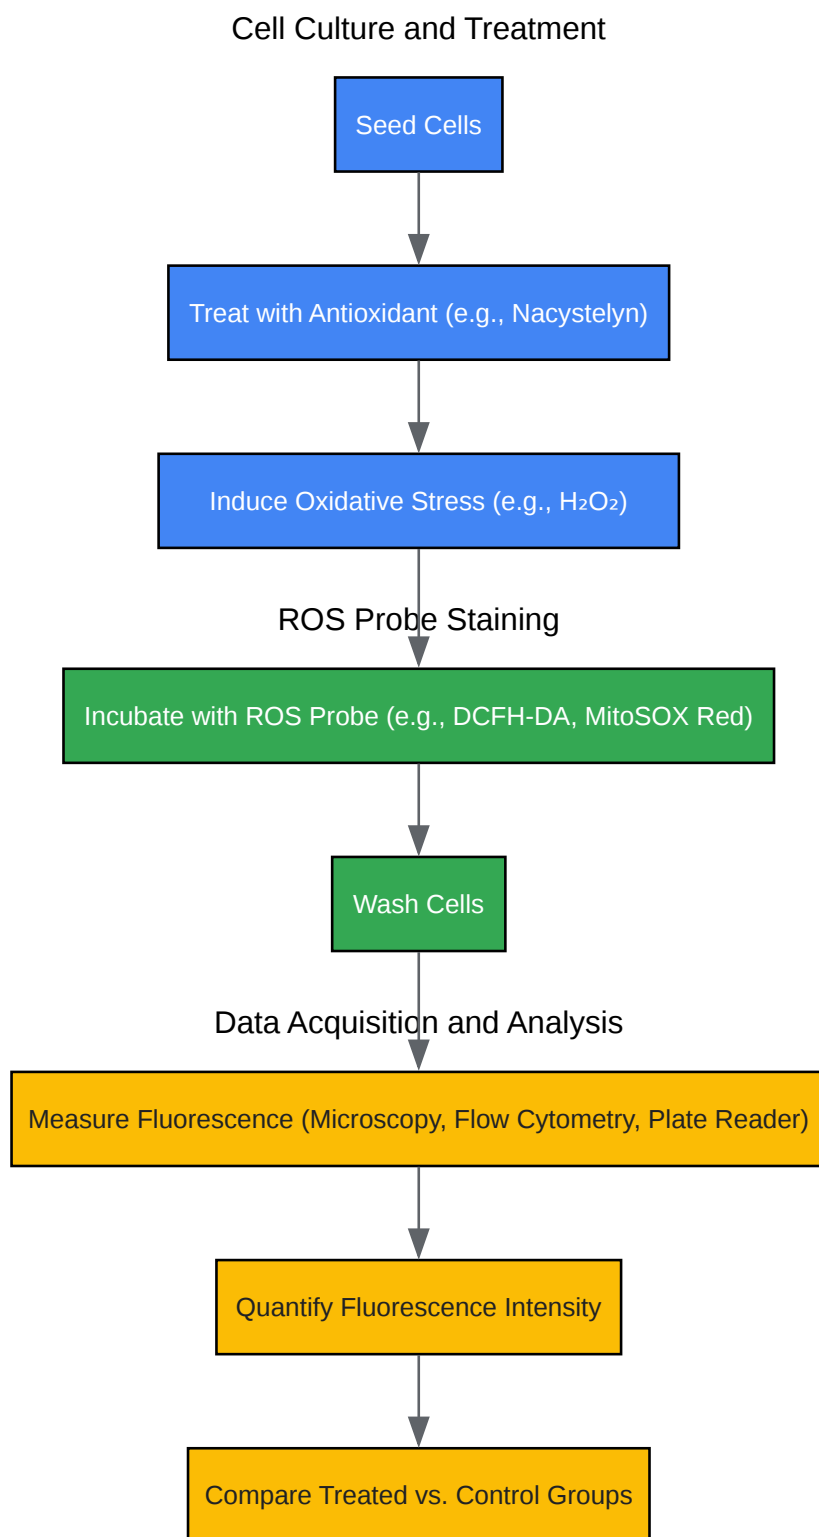 Cell Culture and Treatment
Seed Cells
Treat with Antioxidant (e.g., Nacystelyn)
Induce Oxidative Stress (e.g., H₂O₂)
ROS Probe Staining
Incubate with ROS Probe (e.g., DCFH-DA, MitoSOX Red)
Wash Cells
Data Acquisition and Analysis
Measure Fluorescence (Microscopy, Flow Cytometry, Plate Reader)
Quantify Fluorescence Intensity
Compare Treated vs. Control Groups